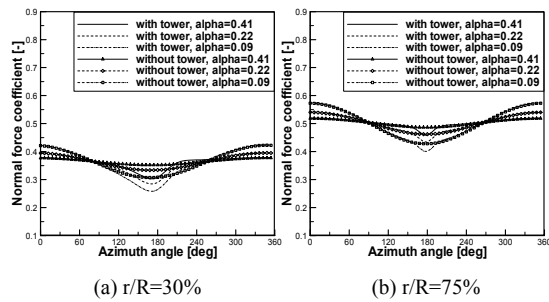 with tower, alpha=0.41
with tower, alpha=0.22
with tower, alpha=0.09
without tower, alpha=0.41
without tower, alpha=0.22
without tower, alpha=0.09
Normal force coefficient [-]
0.9
0.8
0.7
0.6
0.5
0.4
0.3
0.2
0.1
0 90 180 270 360
Azimuth angle [deg]
(a) r/R=30%
with tower, alpha=0.41
with tower, alpha=0.22
with tower, alpha=0.09
without tower, alpha=0.41
without tower, alpha=0.22
without tower, alpha=0.09
Normal force coefficient [-]
0.9
0.8
0.7
0.6
0.5
0.4
0.3
0.2
0.1
0 60 120 180 240 300 360
Azimuth angle [deg]
(b) r/R=75%